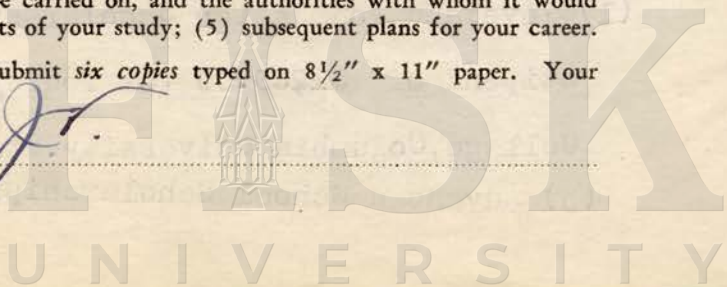 e carried on, and the authorities with whom it would
ts of your study; (5) subsequent plans for your career.
ubmit six copies typed on 8½" x 11" paper. Your
FISK
UNIVERSITY